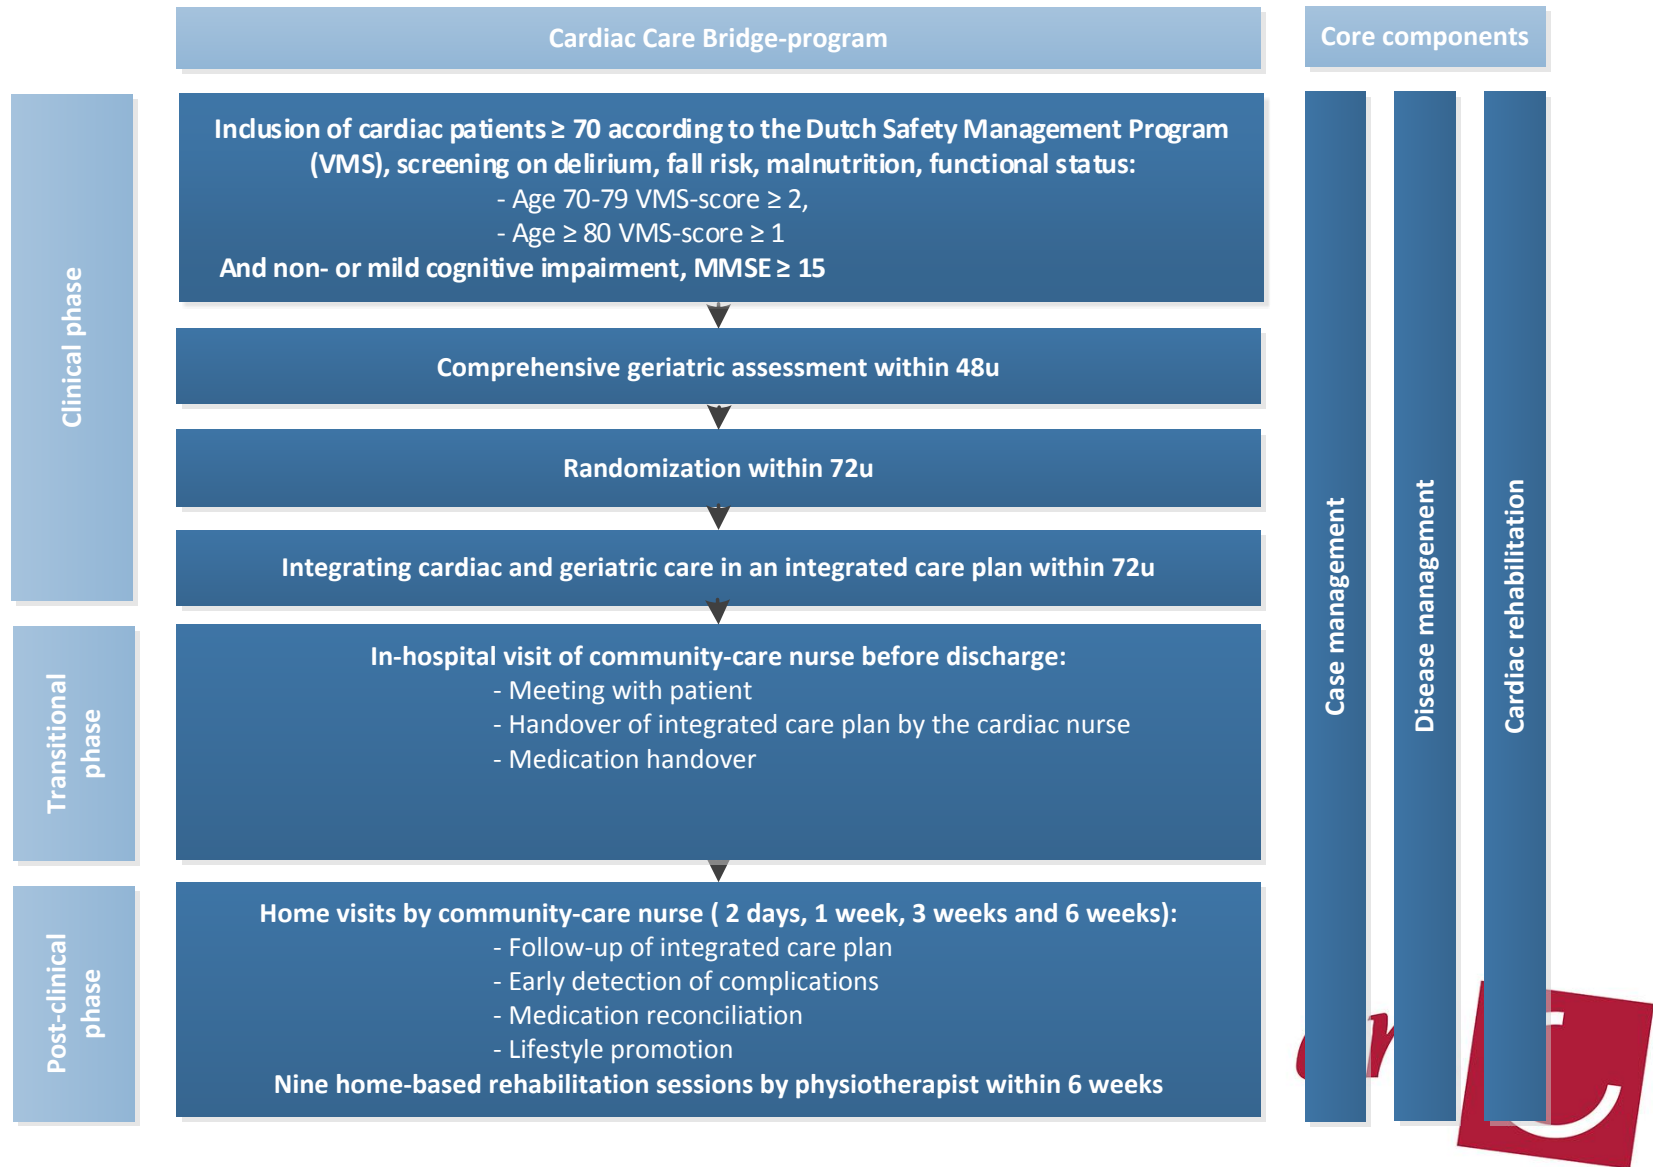 Cardiac Care Bridge-program
Core components
Clinical phase
Inclusion of cardiac patients ≥ 70 according to the Dutch Safety Management Program
(VMS), screening on delirium, fall risk, malnutrition, functional status:
- Age 70-79 VMS-score ≥ 2,
- Age ≥ 80 VMS-score ≥ 1
And non- or mild cognitive impairment, MMSE ≥ 15
Comprehensive geriatric assessment within 48u
Randomization within 72u
Integrating cardiac and geriatric care in an integrated care plan within 72u
Transitional
phase
In-hospital visit of community-care nurse before discharge:
- Meeting with patient
- Handover of integrated care plan by the cardiac nurse
- Medication handover
Post-clinical
phase
Home visits by community-care nurse ( 2 days, 1 week, 3 weeks and 6 weeks):
- Follow-up of integrated care plan
- Early detection of complications
- Medication reconciliation
- Lifestyle promotion
Nine home-based rehabilitation sessions by physiotherapist within 6 weeks
Case management
Disease management
Cardiac rehabilitation